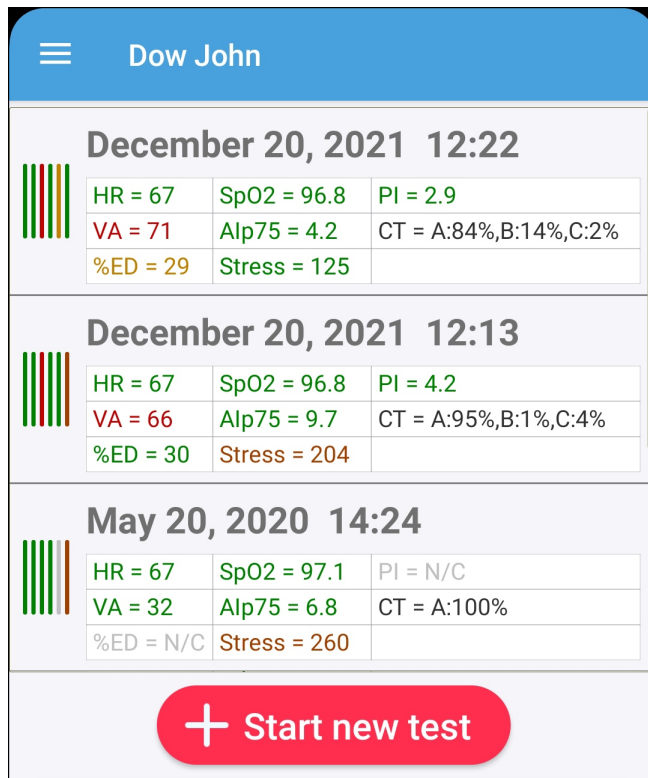 Dow John
December 20, 2021 12:22
HR = 67 SpO2 = 96.8 PI = 2.9
VA = 71 Alp75 = 4.2 CT = A:84%,B:14%,C:2%
%ED = 29 Stress = 125
December 20, 2021 12:13
HR = 67 SpO2 = 96.8 PI = 4.2
VA = 66 Alp75 = 9.7 CT = A:95%,B:1%,C:4%
%ED = 30 Stress = 204
May 20, 2020 14:24
HR = 67 SpO2 = 97.1 PI = N/C
VA = 32 Alp75 = 6.8 CT = A:100%
%ED = N/C Stress = 260
Start new test